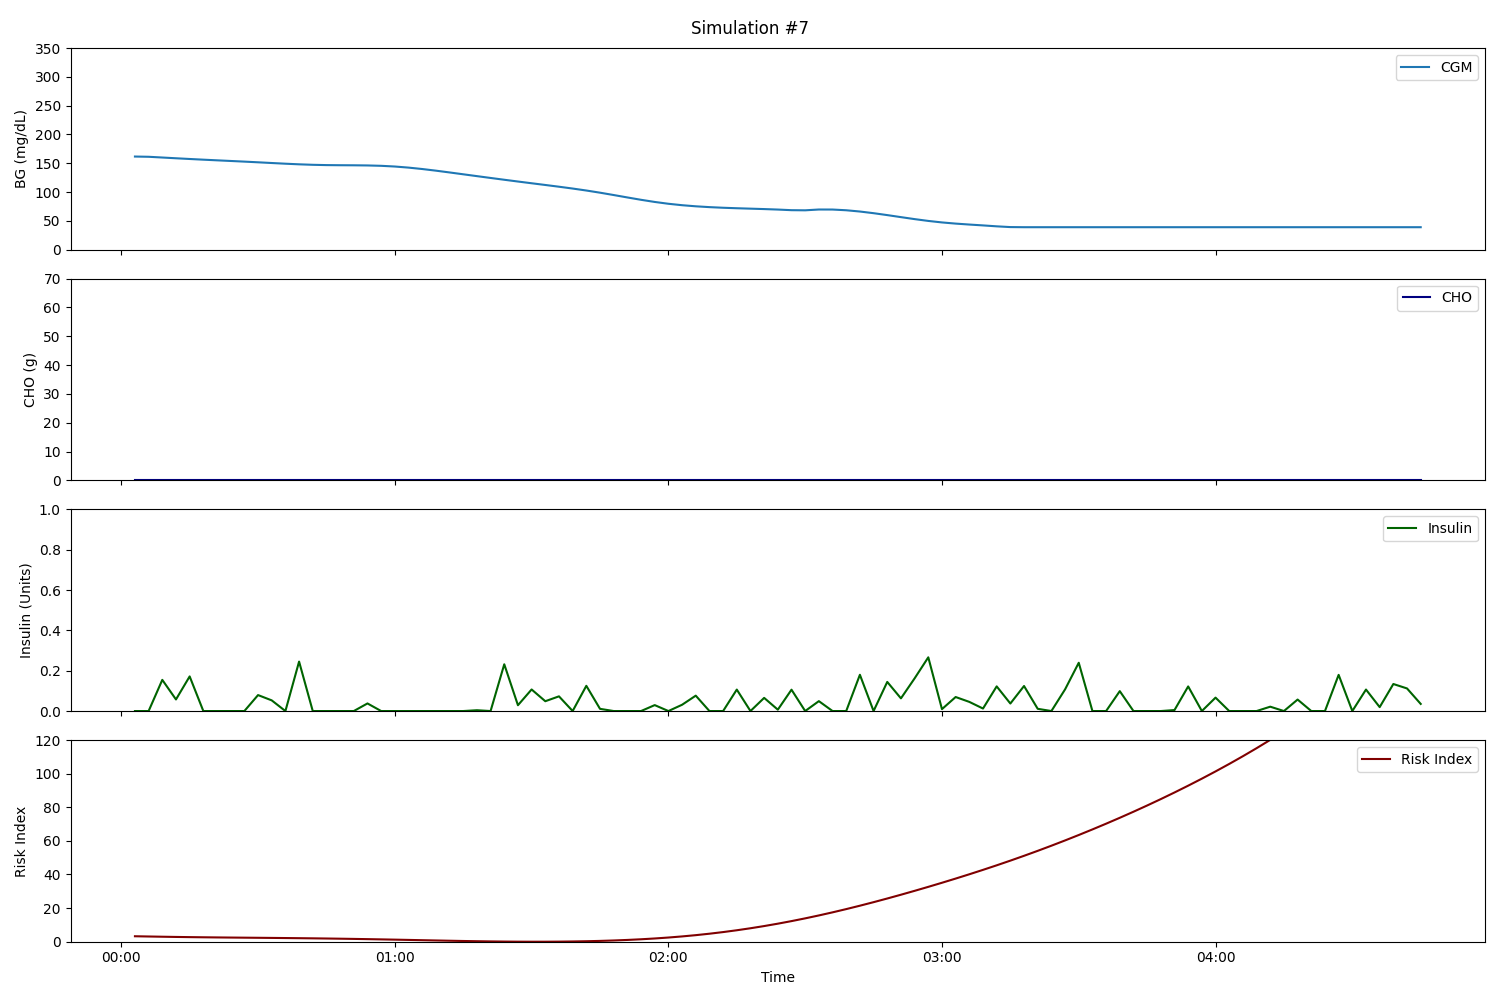 Simulation #7
350
300
250
200
150
100
50
0
BG (mg/dL)
CGM
70
60
50
40
30
20
10
0
CHO (g)
CHO
1.0
0.8
0.6
0.4
0.2
0.0
Insulin (Units)
Insulin
120
100
80
60
40
20
0
Risk Index
Risk Index
00:00 01:00 02:00 03:00 04:00
Time